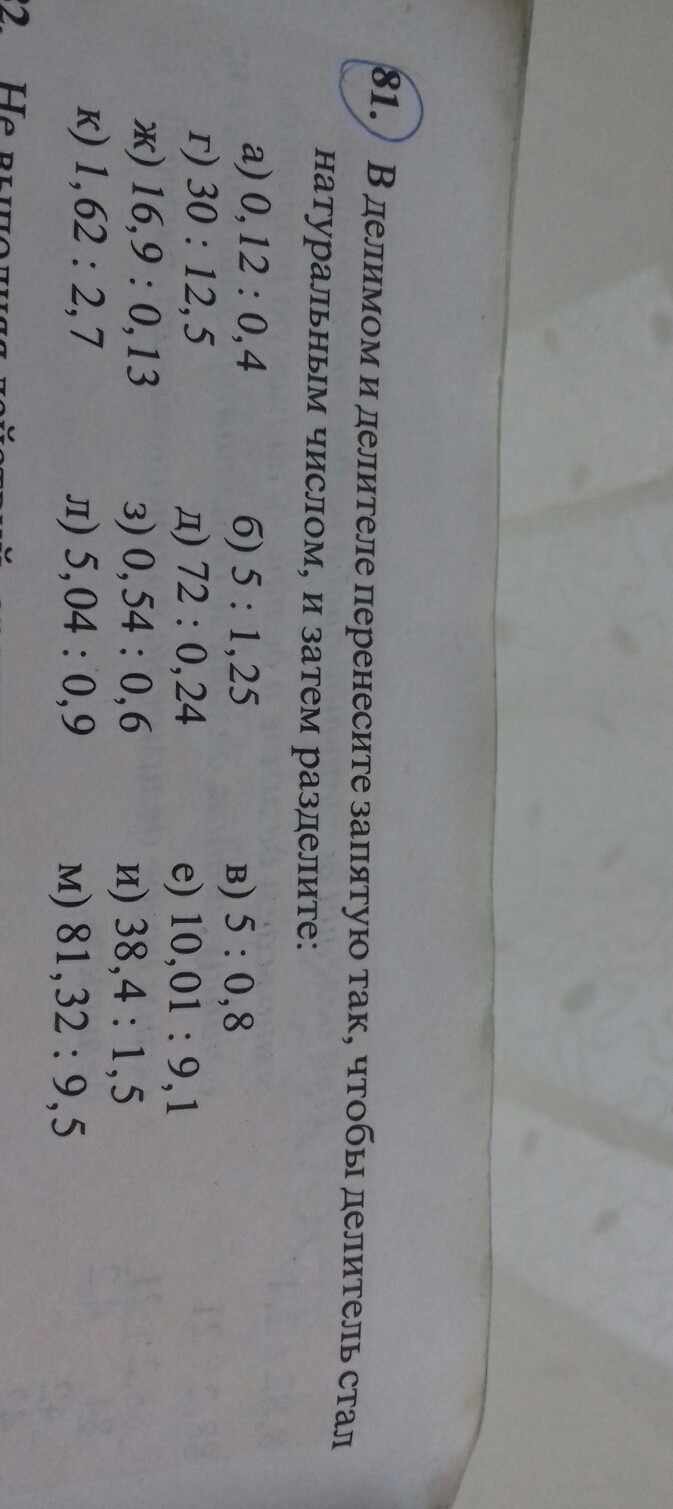 81. В делимом и делителе перенесите запятую так, чтобы делитель стал
натуральным числом, и затем разделите:
а) 0,12 : 0,4 б) 5 : 1,25 в) 5 : 0,8
г) 30 : 12,5 д) 72 : 0,24 е) 10,01 : 9,1
ж) 16,9 : 0,13 з) 0,54 : 0,6 и) 38,4 : 1,5
к) 1,62 : 2,7 л) 5,04 : 0,9 м) 81,32 : 9,5
Не выполняя действий